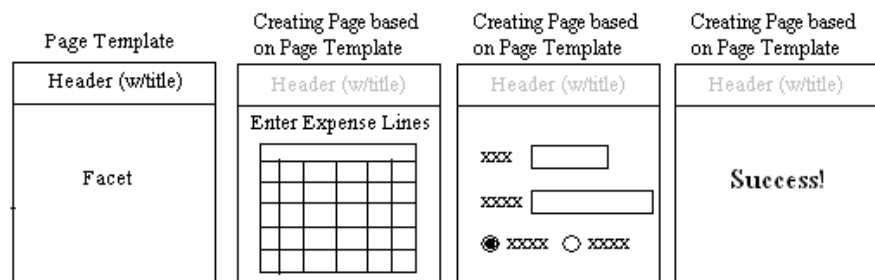 Page Template
Header (w/title)
Facet
Creating Page based
on Page Template
Header (w/title)
Enter Expense Lines
Creating Page based
on Page Template
Header (w/title)
xxx
xxxx
xxxx xxxx
Creating Page based
on Page Template
Header (w/title)
Success!